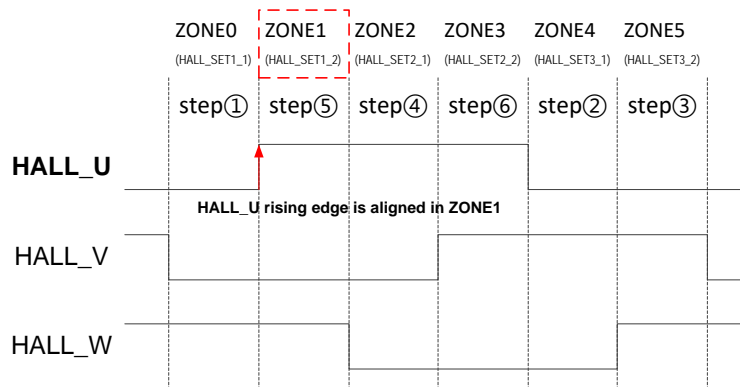 ZONE0 ZONE1 ZONE2 ZONE3 ZONE4 ZONE5
(HALL_SET1_1) (HALL_SET1_2) (HALL_SET2_1) (HALL_SET2_2) (HALL_SET3_1) (HALL_SET3_2)
step① step⑤ step④ step⑥ step② step③
HALL_U
HALL_U rising edge is aligned in ZONE1
HALL_V
HALL_W